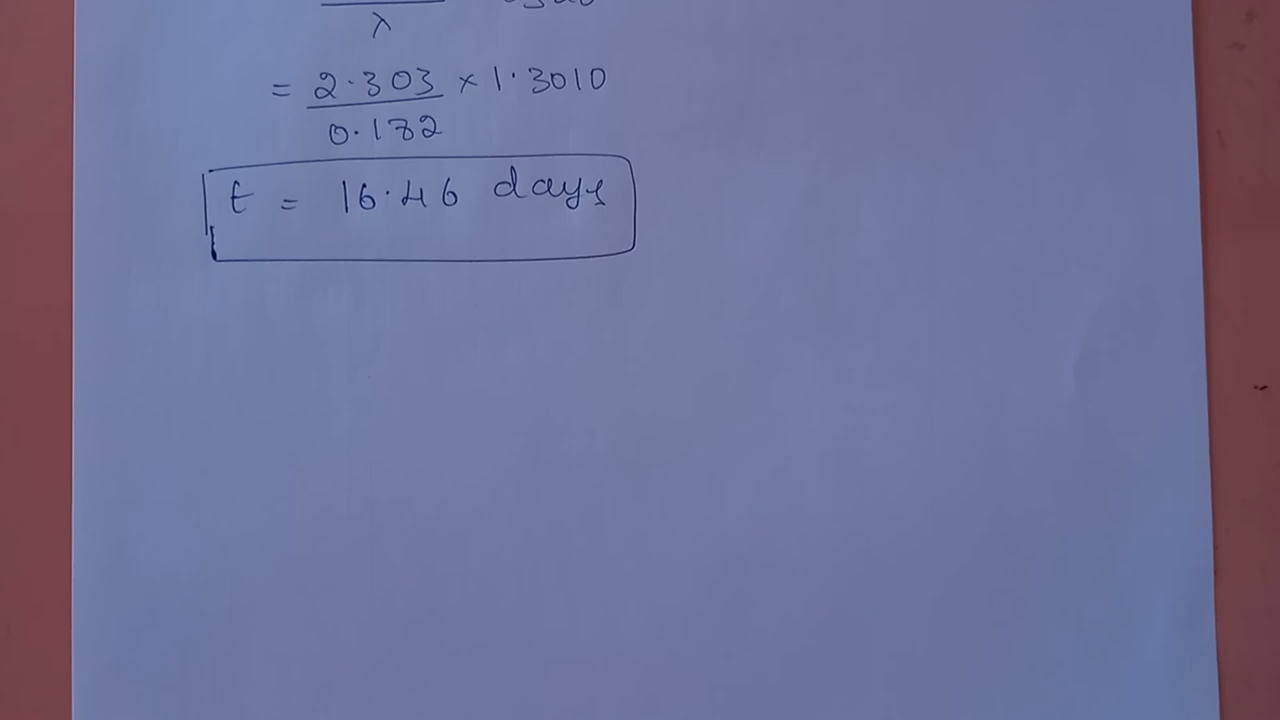 λ
= 2.303 × 1.3010
0.182
t = 16.46 days